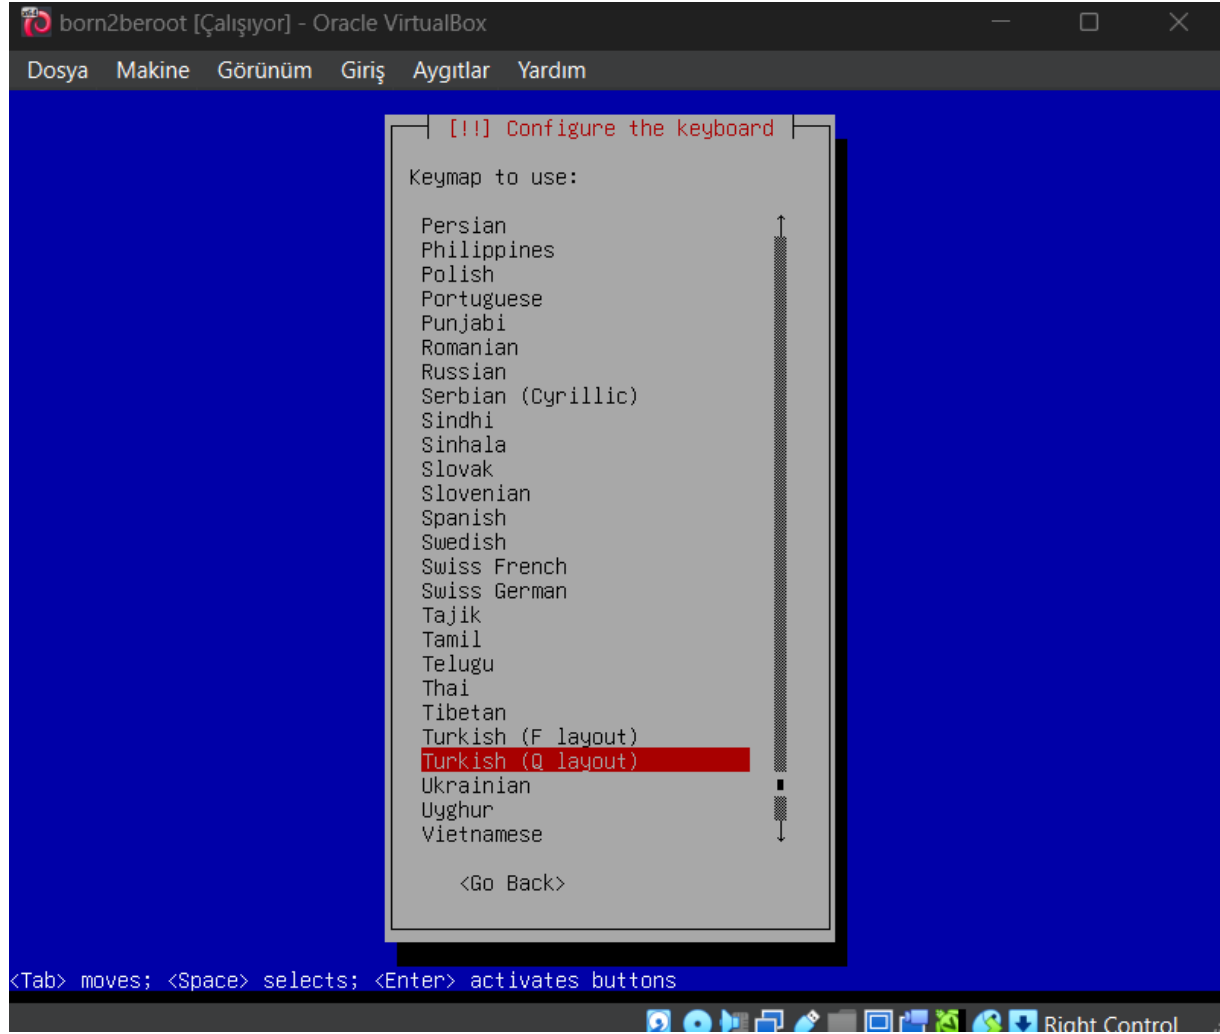 born2beroot [Çalışıyor] - Oracle VirtualBox
Dosya Makine Görünüm Giriş Aygıtlar Yardım
[!!] Configure the keyboard
Keymap to use:
Persian
Philippines
Polish
Portuguese
Punjabi
Romanian
Russian
Serbian (Cyrillic)
Sindhi
Sinhala
Slovak
Slovenian
Spanish
Swedish
Swiss French
Swiss German
Tajik
Tamil
Telugu
Thai
Tibetan
Turkish (F layout)
Turkish (Q layout)
Ukrainian
Uyghur
Vietnamese
<Go Back>
<Tab> moves; <Space> selects; <Enter> activates buttons
Right Control